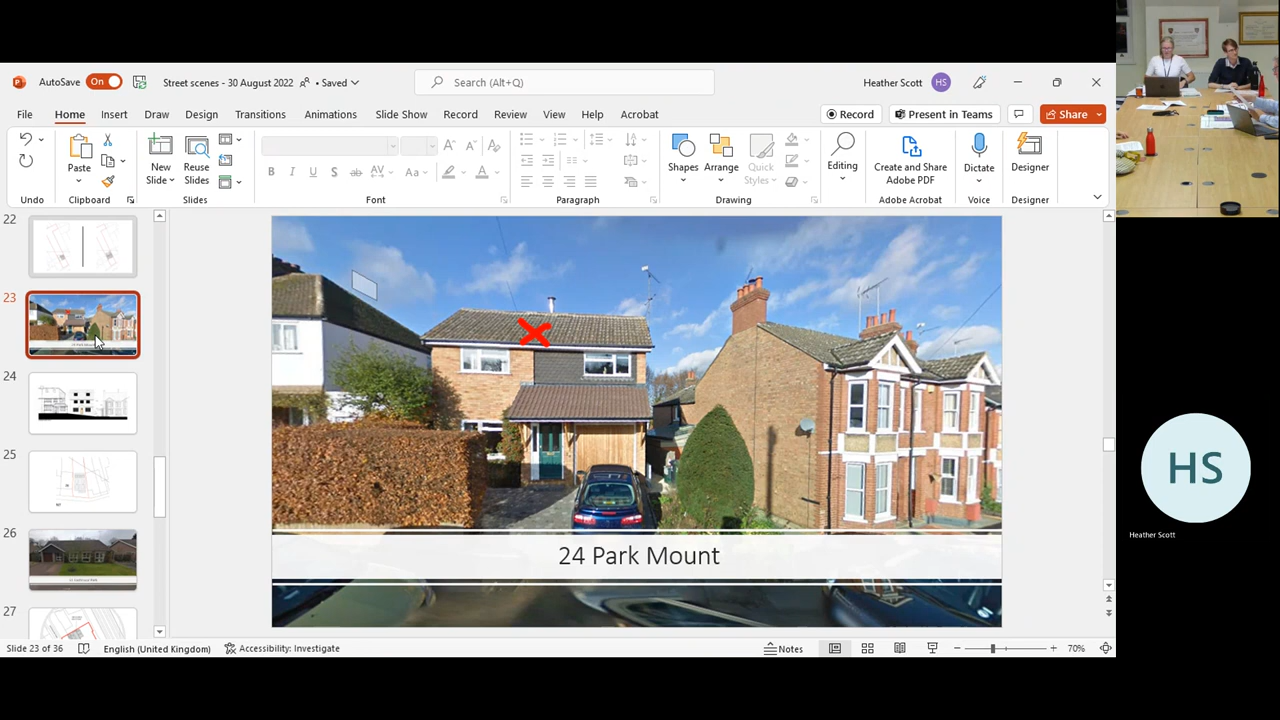 AutoSave On Street scenes - 30 August 2022 • Saved Search (Alt+Q) Heather Scott HS
File Home Insert Draw Design Transitions Animations Slide Show Record Review View Help Acrobat Record Present in Teams Share
Paste New Slide Reuse Slides B I U S ab AV Aa A Shapes Arrange Quick Styles Editing Create and Share Adobe PDF Dictate Designer
Undo Clipboard Slides Font Paragraph Drawing Adobe Acrobat Voice Designer
22
23
24
25
26
27
24 Park Mount
HS
Heather Scott
Slide 23 of 36 English (United Kingdom) Accessibility: Investigate Notes 70%